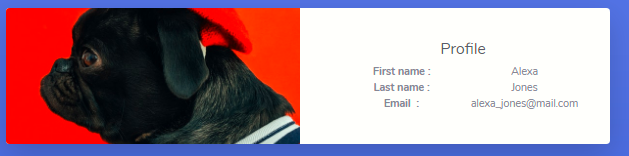 Profile
First name : Alexa
Last name : Jones
Email : alexa_jones@mail.com